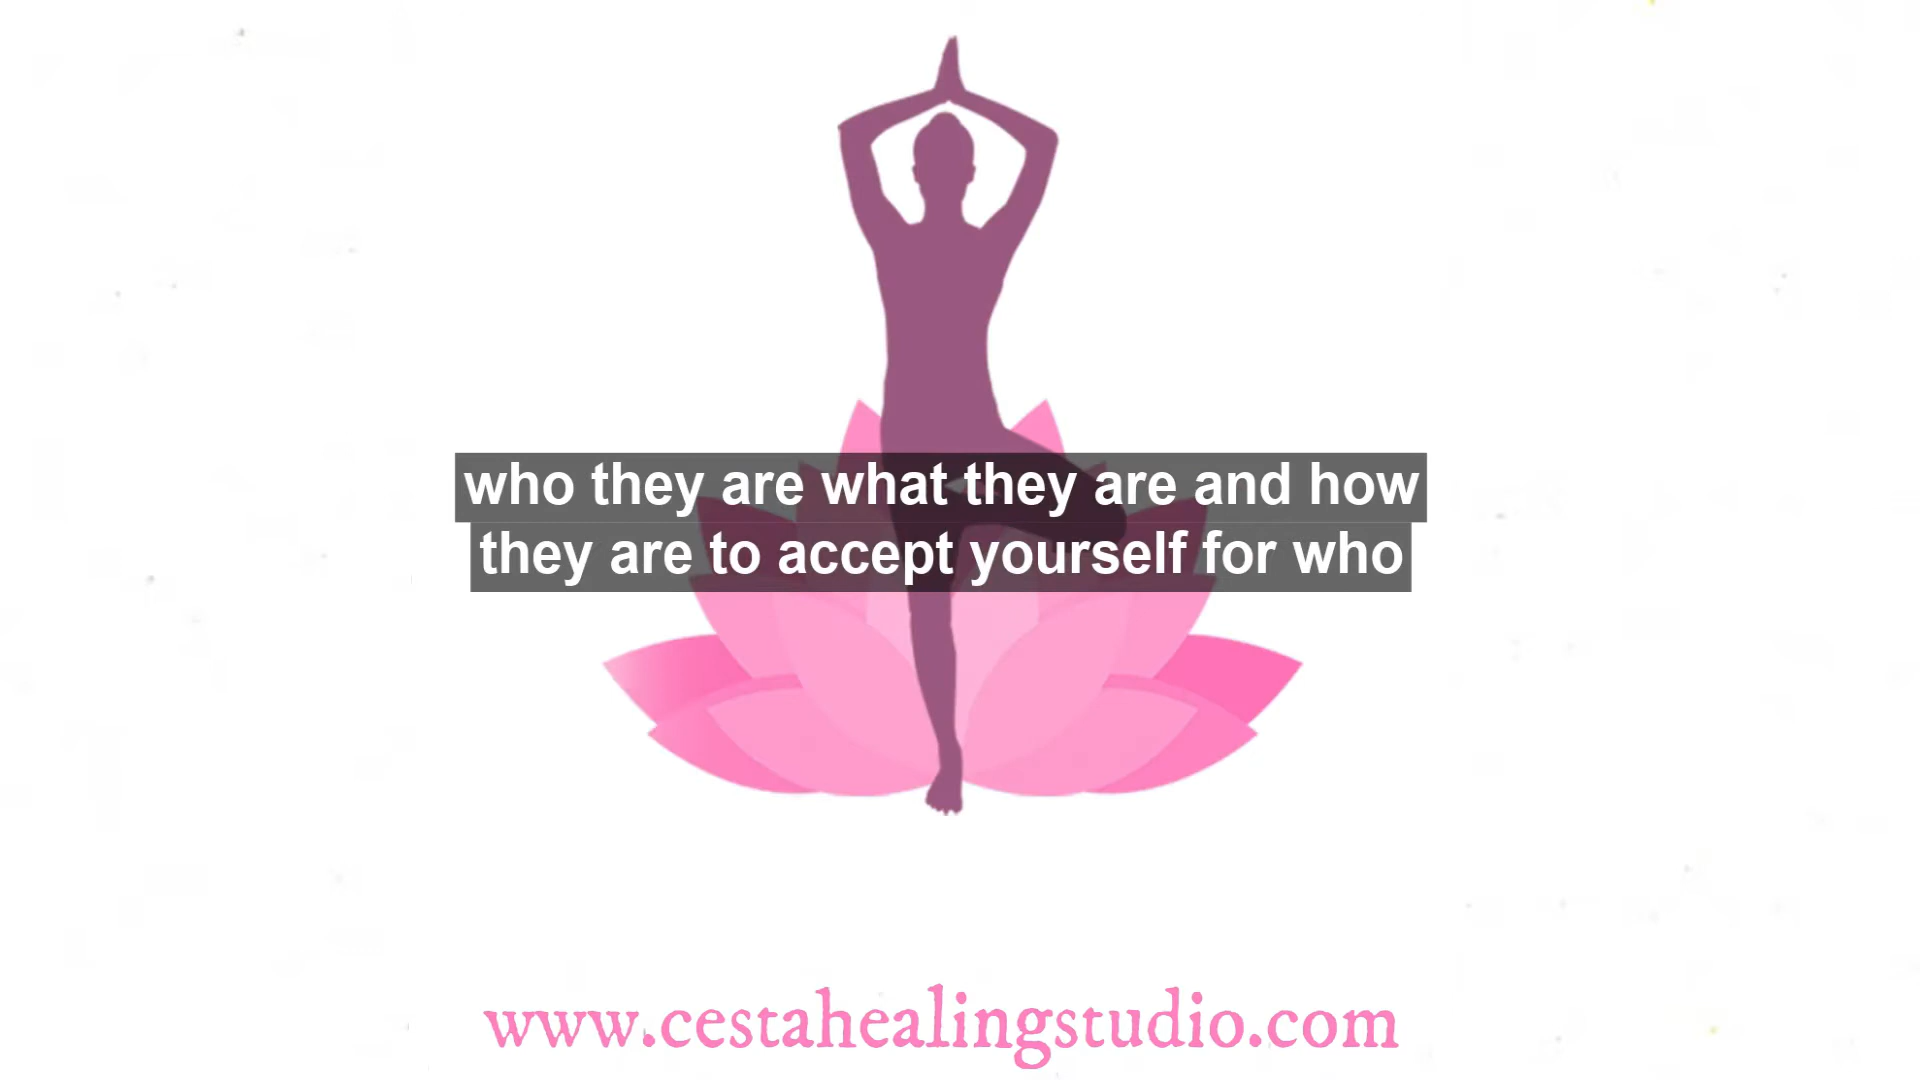 who they are what they are and how
they are to accept yourself for who
www.cestahealingstudio.com